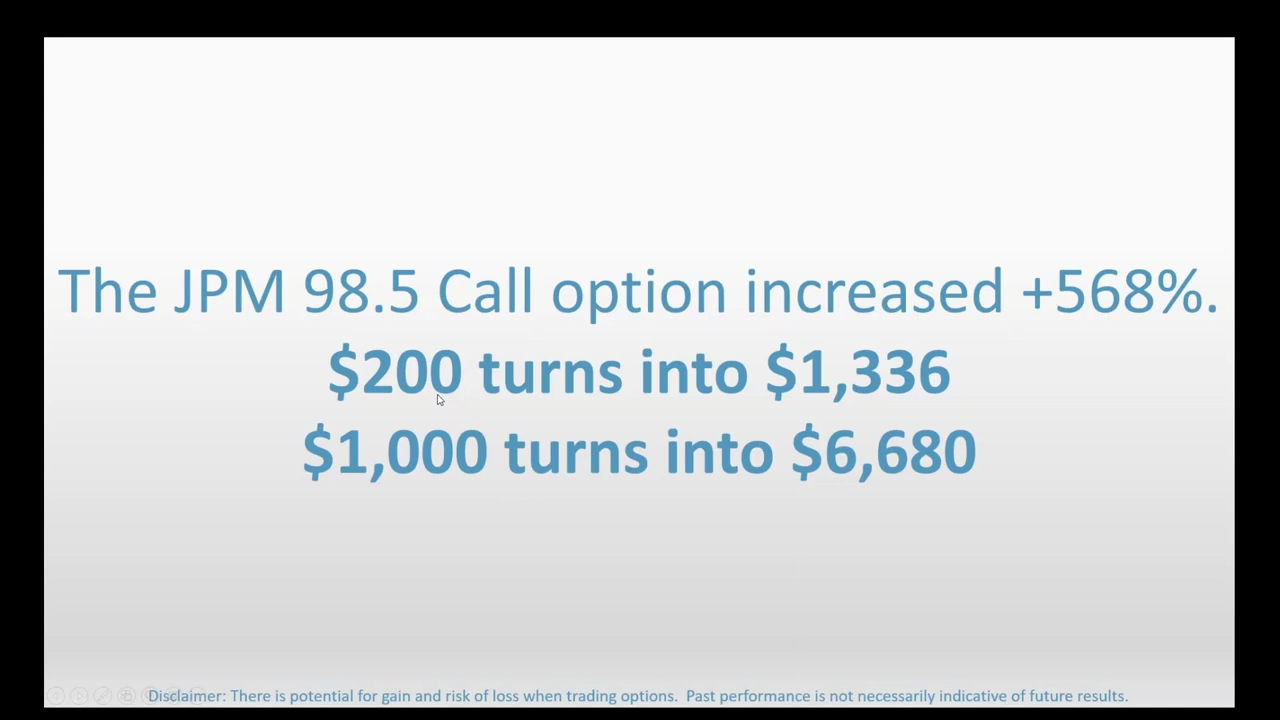 The JPM 98.5 Call option increased +568%.
$200 turns into $1,336
$1,000 turns into $6,680
Disclaimer: There is potential for gain and risk of loss when trading options.  Past performance is not necessarily indicative of future results.